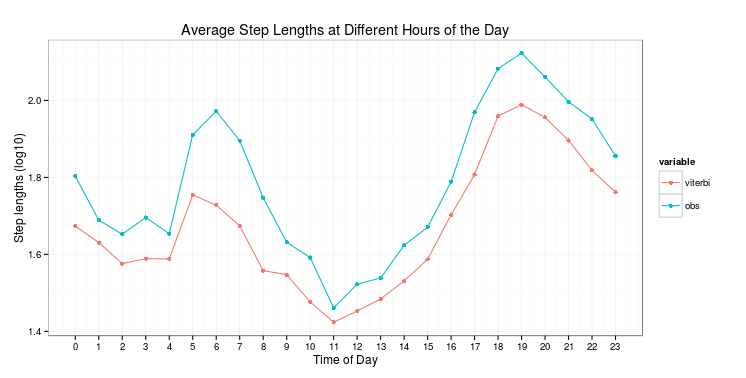 Average Step Lengths at Different Hours of the Day
Step lengths (log10)
2.0
1.8
1.6
1.4
0 1 2 3 4 5 6 7 8 9 10 11 12 13 14 15 16 17 18 19 20 21 22 23
Time of Day
variable
viterbi
obs